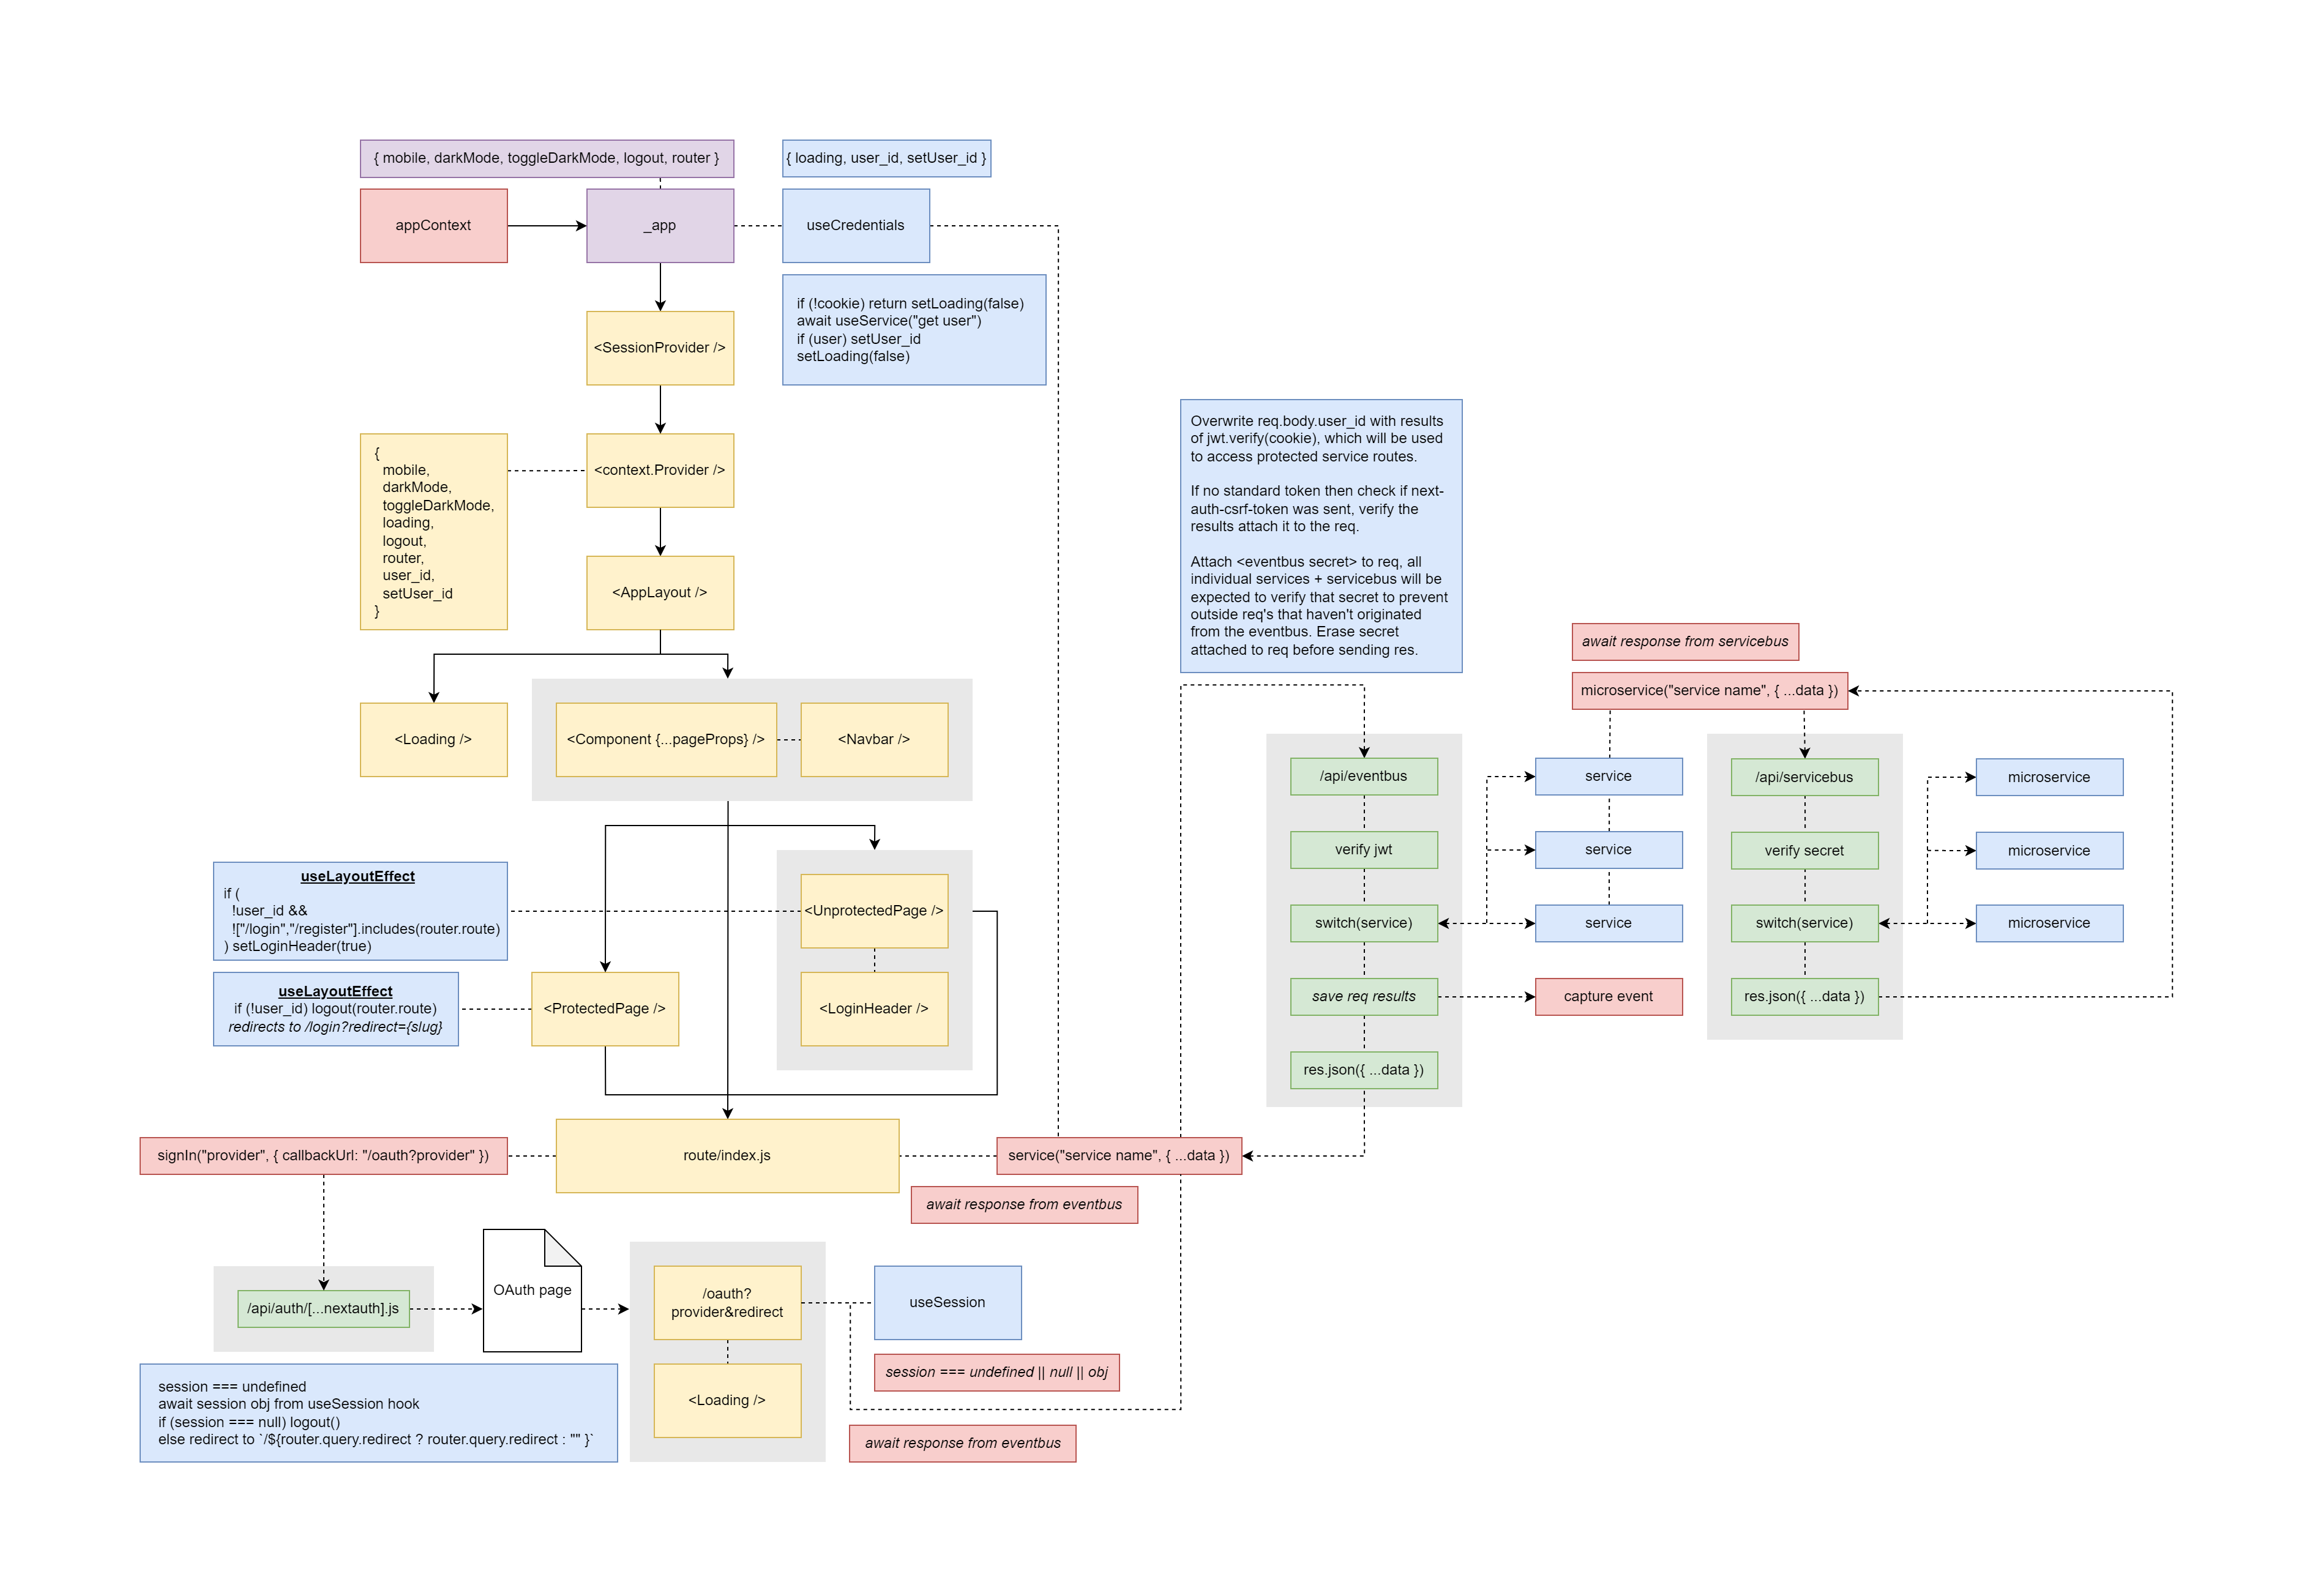 { mobile, darkMode, toggleDarkMode, logout, router }
{ loading, user_id, setUser_id }
appContext
_app
useCredentials
if (!cookie) return setLoading(false)
await useService("get user")
if (user) setUser_id
setLoading(false)
<SessionProvider />
{
mobile,
darkMode,
toggleDarkMode,
loading,
logout,
router,
user_id,
setUser_id
}
<context.Provider />
<AppLayout />
<Loading />
<Component {...pageProps} />
<Navbar />
useLayoutEffect
if (
!user_id &&
!["/login","/register"].includes(router.route)
) setLoginHeader(true)
<UnprotectedPage />
useLayoutEffect
if (!user_id) logout(router.route)
redirects to /login?redirect={slug}
<ProtectedPage />
<LoginHeader />
signIn("provider", { callbackUrl: "/oauth?provider" })
route/index.js
service("service name", { ...data })
await response from eventbus
/api/auth/[...nextauth].js
OAuth page
/oauth?
provider&redirect
useSession
session === undefined || null || obj
<Loading />
await response from eventbus
session === undefined
await session obj from useSession hook
if (session === null) logout()
else redirect to `/${router.query.redirect ? router.query.redirect : "" }`
Overwrite req.body.user_id with results
of jwt.verify(cookie), which will be used
to access protected service routes.
If no standard token then check if next-
auth-csrf-token was sent, verify the
results attach it to the req.
Attach <eventbus secret> to req, all
individual services + servicebus will be
expected to verify that secret to prevent
outside req's that haven't originated
from the eventbus. Erase secret
attached to req before sending res.
/api/eventbus
verify jwt
switch(service)
save req results
res.json({ ...data })
await response from servicebus
microservice("service name", { ...data })
service
service
service
capture event
/api/servicebus
verify secret
switch(service)
res.json({ ...data })
microservice
microservice
microservice